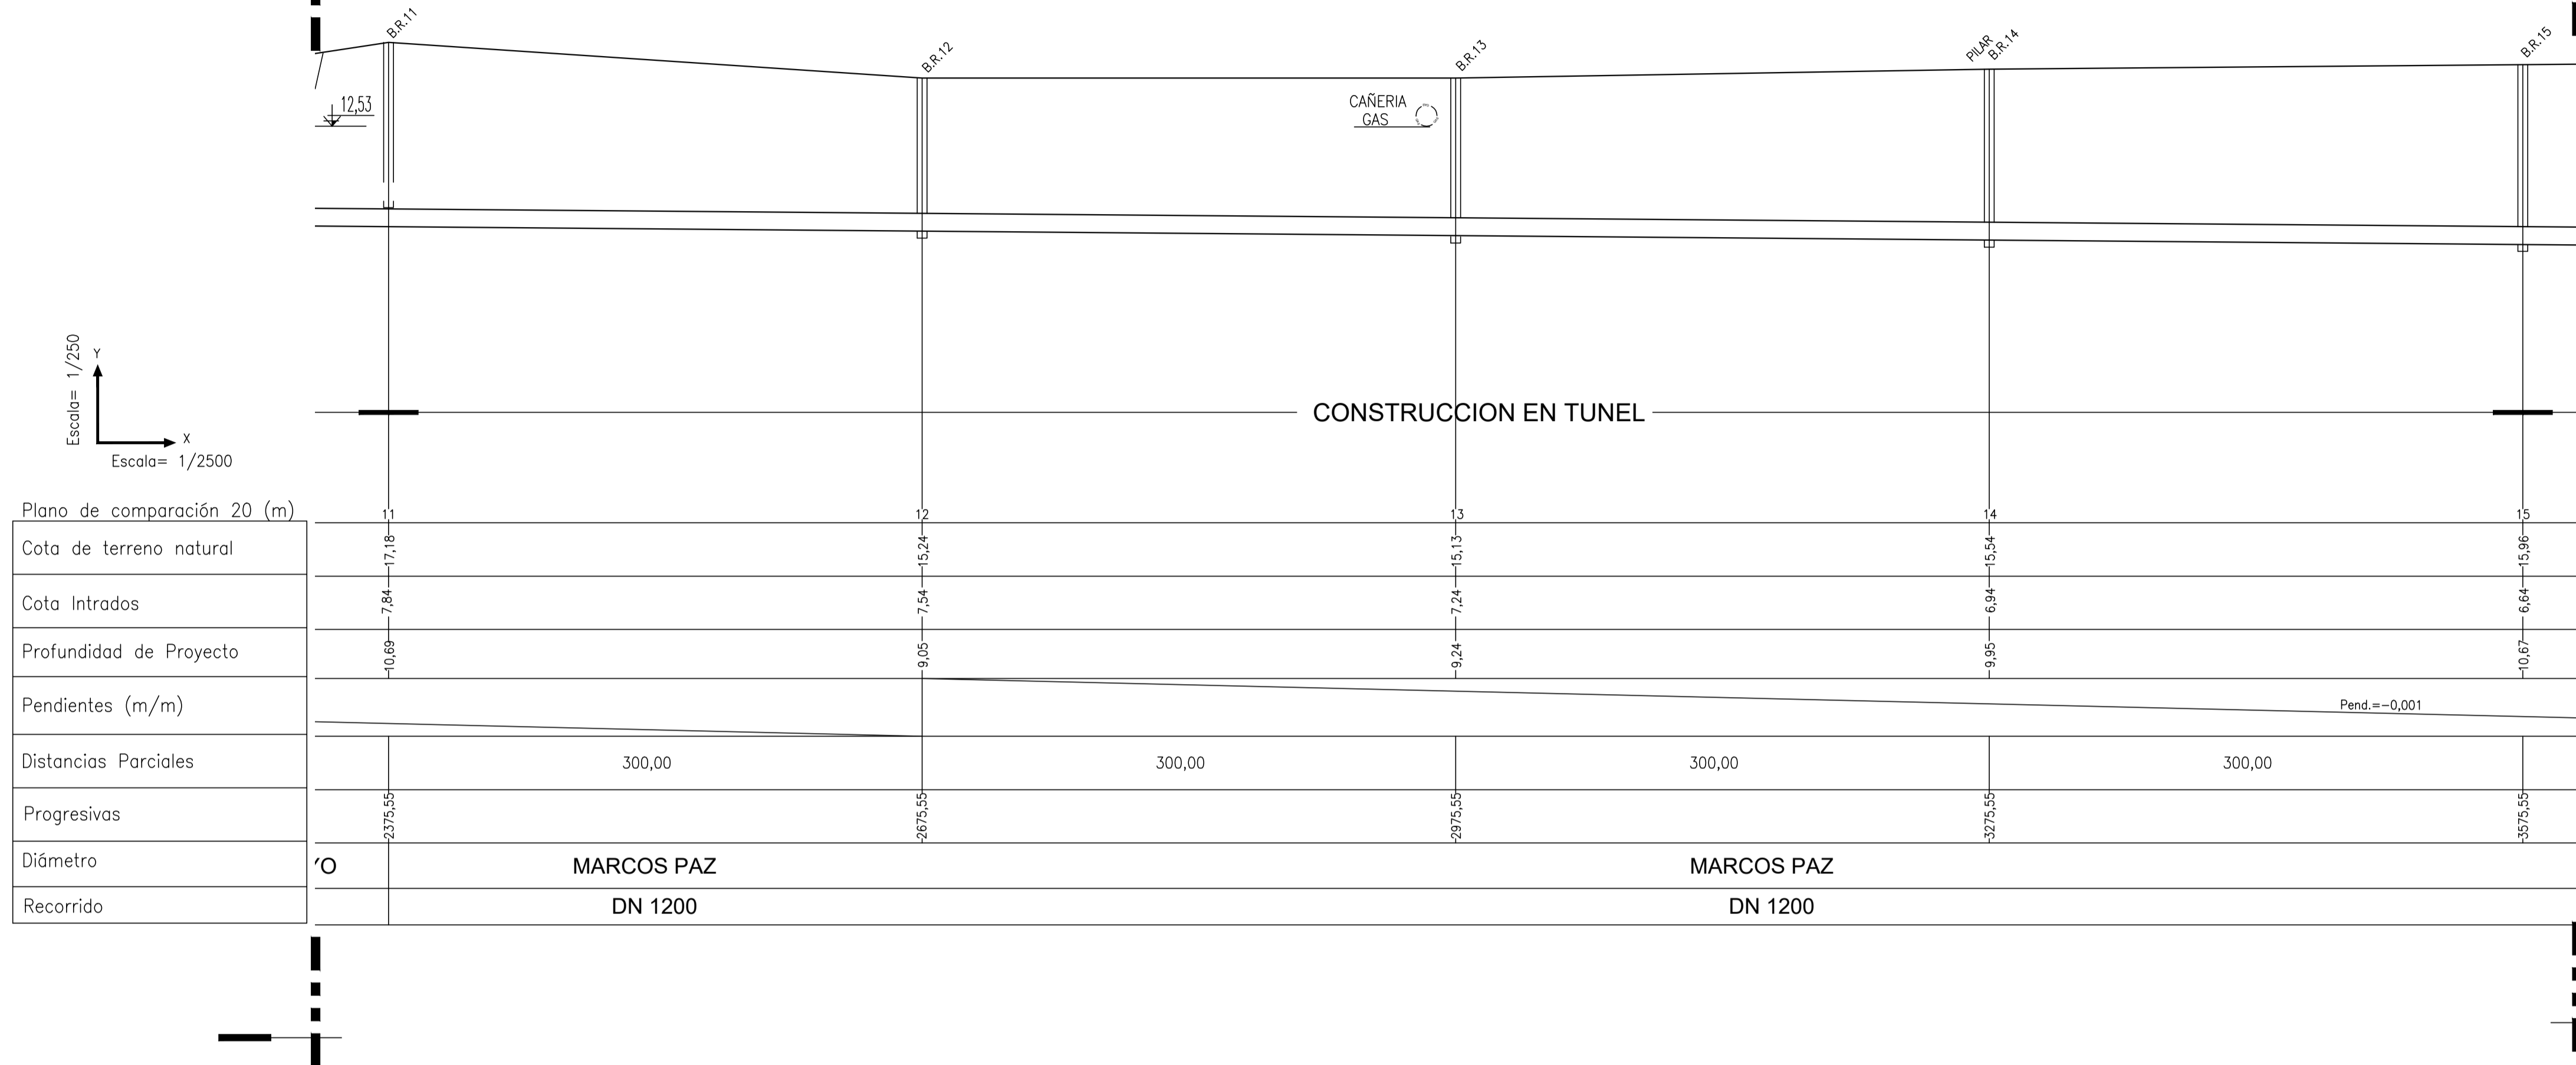 B.R.11
B.R.12
B.R.13
PILAR
B.R.14
B.R.15
12,53
CAÑERIA
GAS
Escala= 1/250
Y
X
Escala= 1/2500
CONSTRUCCION EN TUNEL
Plano de comparación 20 (m)
11 12 13 14 15
Cota de terreno natural 17,18 15,24 15,13 15,54 15,96
Cota Intrados 7,84 7,54 7,24 6,94 6,64
Profundidad de Proyecto 10,69 9,05 9,24 9,95 10,67
Pendientes (m/m) Pend.=-0,001
Distancias Parciales 300,00 300,00 300,00 300,00
Progresivas 2375,55 2675,55 2975,55 3275,55 3575,55
Diámetro YO MARCOS PAZ MARCOS PAZ
Recorrido DN 1200 DN 1200